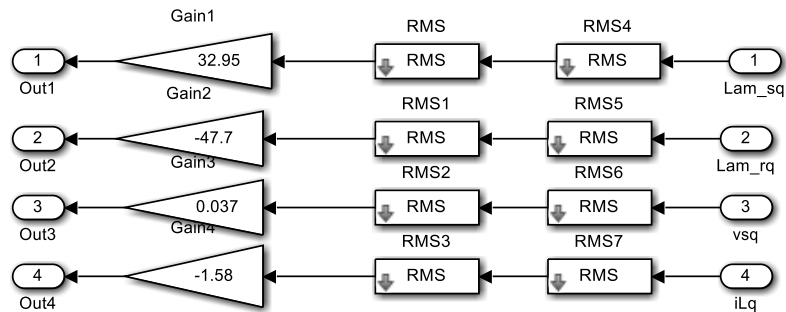 Gain1 RMS RMS4
1 32.95 RMS RMS 1
Out1 Lam_sq
Gain2 RMS1 RMS5
2 -47.7 RMS RMS 2
Out2 Gain3 Lam_rq
RMS2 RMS6
3 0.037 RMS RMS 3
Out3 Gain4 vsq
RMS3 RMS7
4 -1.58 RMS RMS 4
Out4 iLq